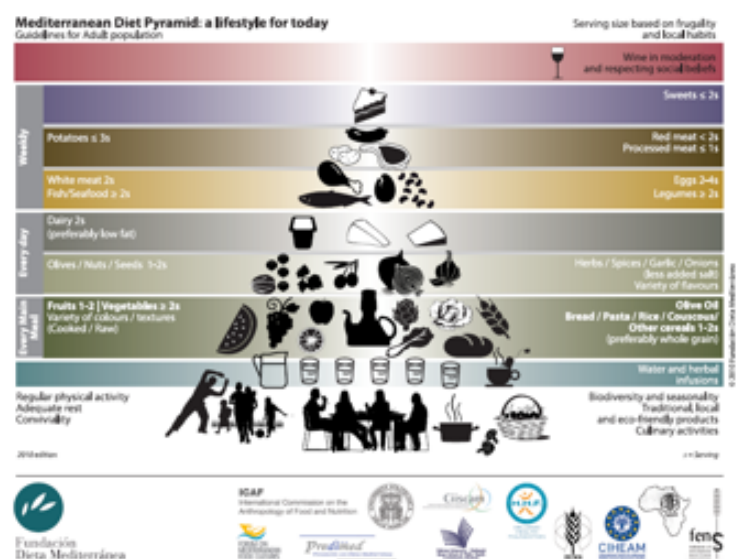 Mediterranean Diet Pyramid: a lifestyle for today
Guidelines for Adult population
Serving size based on frugality
and local habits
Wine in moderation
and respecting social beliefs
Weekly
Sweets ≤ 2s
Potatoes ≤ 3s
Red meat < 2s
Processed meat ≤ 1s
White meat 2s
Fish/Seafood ≥ 2s
Eggs 2-4s
Legumes ≥ 2s
Every day
Dairy 2s
(preferably low fat)
Olives / Nuts / Seeds 1-2s
Herbs / Spices / Garlic / Onions
(less added salt)
Variety of flavours
Every Main
Meal
Fruits 1-2 | Vegetables ≥ 2s
Variety of colours / textures
(Cooked / Raw)
Olive Oil
Bread / Pasta / Rice / Couscous/
Other cereals 1-2s
(preferably whole grain)
Water and herbal
infusions
Regular physical activity
Adequate rest
Conviviality
Biodiversity and seasonality
Traditional, local
and eco-friendly products
Culinary activities
2010 edition
s = Serving
© 2010 Fundación Dieta Mediterránea
Fundación
Dieta Mediterránea
ICAF
International Commission on the
Anthropology of Food and Nutrition
Predimed
Ciiscam
CIHEAM
fens